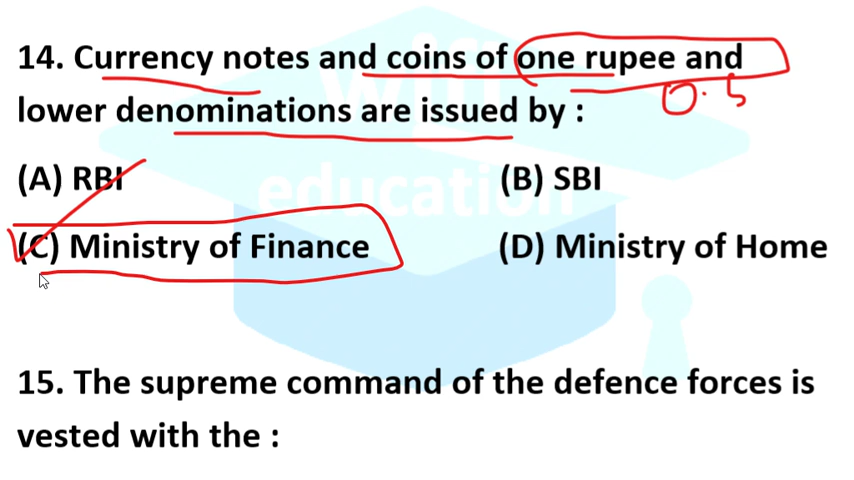 14. Currency notes and coins of one rupee and
0.5
lower denominations are issued by :
(A) RBI (B) SBI
(C) Ministry of Finance (D) Ministry of Home
15. The supreme command of the defence forces is
vested with the :
education